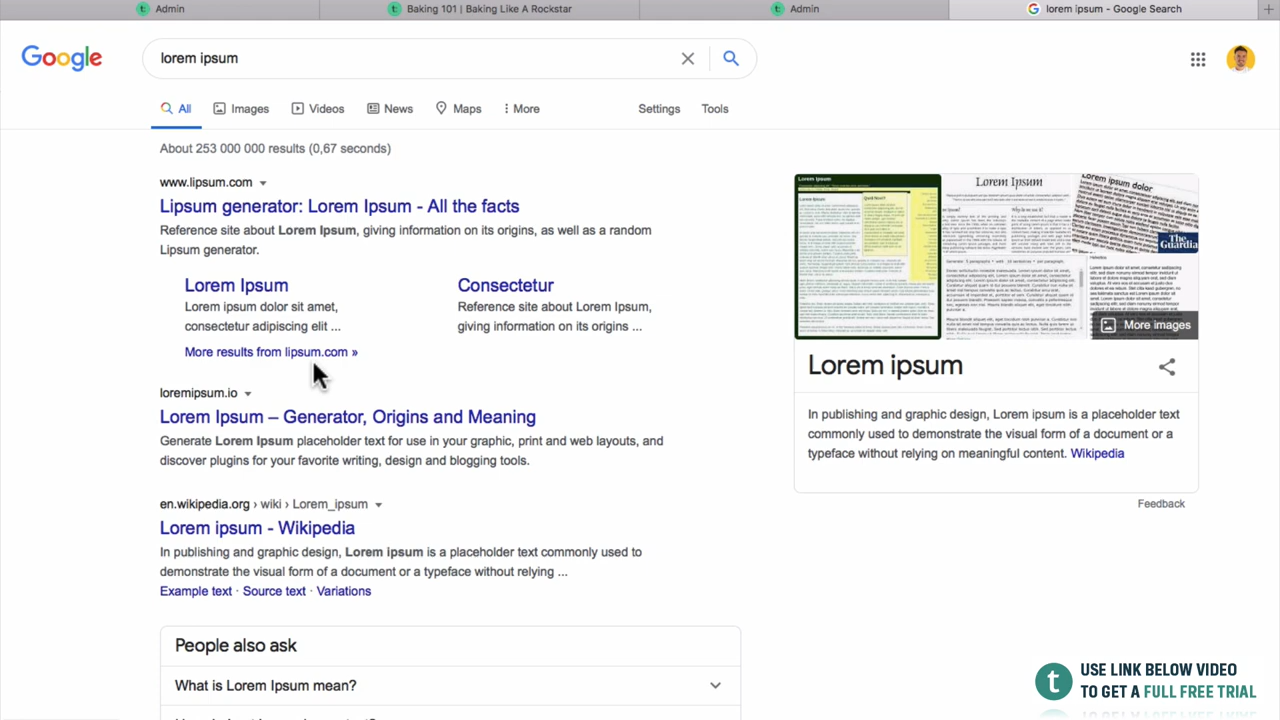 Admin
Baking 101 | Baking Like A Rockstar
Admin
lorem ipsum - Google Search
Google
lorem ipsum
All
Images
Videos
News
Maps
More
Settings
Tools
About 253 000 000 results (0,67 seconds)
www.lipsum.com
Lipsum generator: Lorem Ipsum - All the facts
Reference site about Lorem Ipsum, giving information on its origins, as well as a random
Lipsum generator.
Lorem Ipsum
Lorem ipsum dolor sit amet,
consectetur adipiscing elit ...
Consectetur
Reference site about Lorem Ipsum,
giving information on its origins ...
More results from lipsum.com »
loremipsum.io
Lorem Ipsum – Generator, Origins and Meaning
Generate Lorem Ipsum placeholder text for use in your graphic, print and web layouts, and
discover plugins for your favorite writing, design and blogging tools.
en.wikipedia.org › wiki › Lorem_ipsum
Lorem ipsum - Wikipedia
In publishing and graphic design, Lorem ipsum is a placeholder text commonly used to
demonstrate the visual form of a document or a typeface without relying ...
Example text · Source text · Variations
People also ask
What is Lorem Ipsum mean?
Lorem Ipsum
Lorem Ipsum
Lorem ipsum dolor
The
Guardia
More images
Lorem ipsum
In publishing and graphic design, Lorem ipsum is a placeholder text
commonly used to demonstrate the visual form of a document or a
typeface without relying on meaningful content. Wikipedia
Feedback
t
USE LINK BELOW VIDEO
TO GET A FULL FREE TRIAL